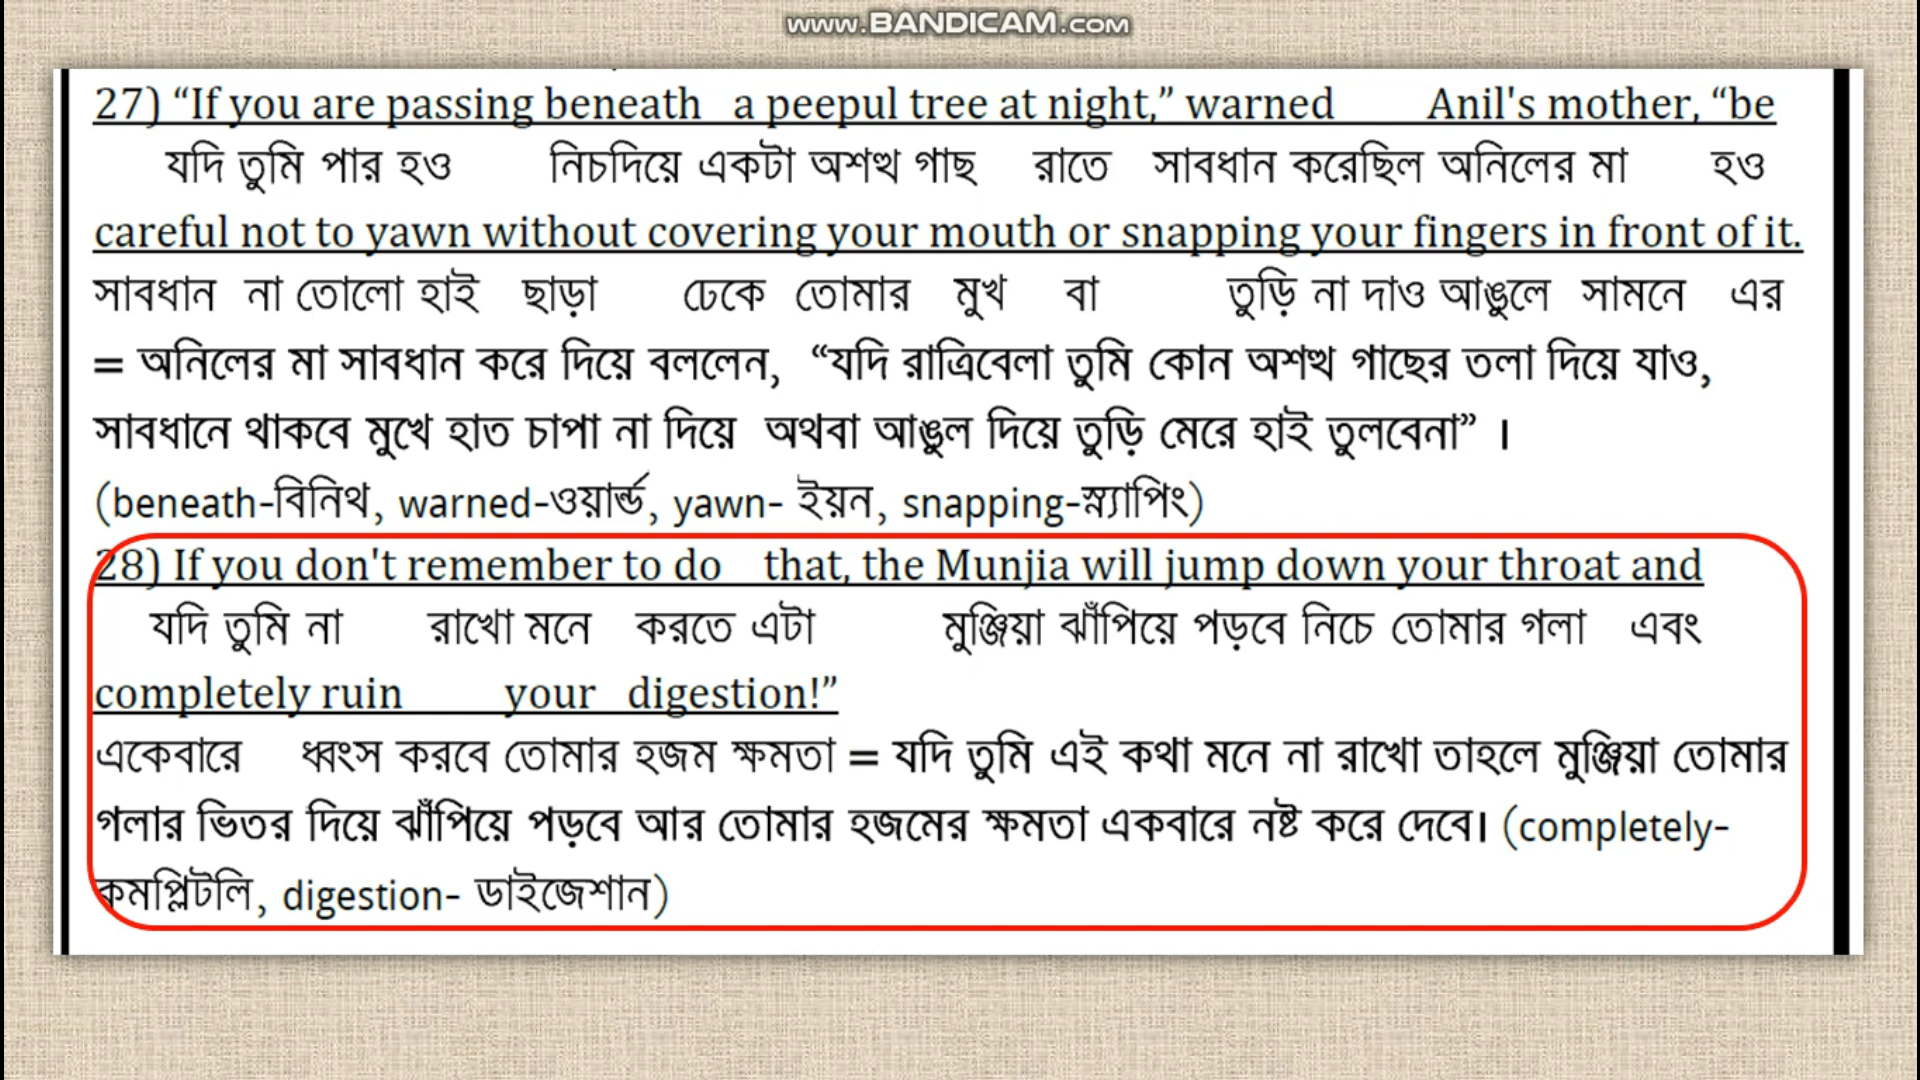 www.BANDICAM.com
27) “If you are passing beneath a peepul tree at night,” warned Anil's mother, “be
যদি তুমি পার হও নিচদিয়ে একটা অশত্থ গাছ রাতে সাবধান করেছিল অনিলের মা হও
careful not to yawn without covering your mouth or snapping your fingers in front of it.
সাবধান না তোলো হাই ছাড়া ঢেকে তোমার মুখ বা তুড়ি না দাও আঙুলে সামনে এর
= অনিলের মা সাবধান করে দিয়ে বললেন, “যদি রাত্রিবেলা তুমি কোন অশত্থ গাছের তলা দিয়ে যাও,
সাবধানে থাকবে মুখে হাত চাপা না দিয়ে অথবা আঙুল দিয়ে তুড়ি মেরে হাই তুলবেনা” ।
(beneath-বিনিথ, warned-ওয়ার্ন্ড, yawn- ইয়ন, snapping-স্ন্যাপিং)
28) If you don't remember to do that, the Munjia will jump down your throat and
যদি তুমি না রাখো মনে করতে এটা মুঞ্জিয়া ঝাঁপিয়ে পড়বে নিচে তোমার গলা এবং
completely ruin your digestion!”
একেবারে ধ্বংস করবে তোমার হজম ক্ষমতা = যদি তুমি এই কথা মনে না রাখো তাহলে মুঞ্জিয়া তোমার
গলার ভিতর দিয়ে ঝাঁপিয়ে পড়বে আর তোমার হজমের ক্ষমতা একবারে নষ্ট করে দেবে। (completely-
কমপ্লিটলি, digestion- ডাইজেশান)